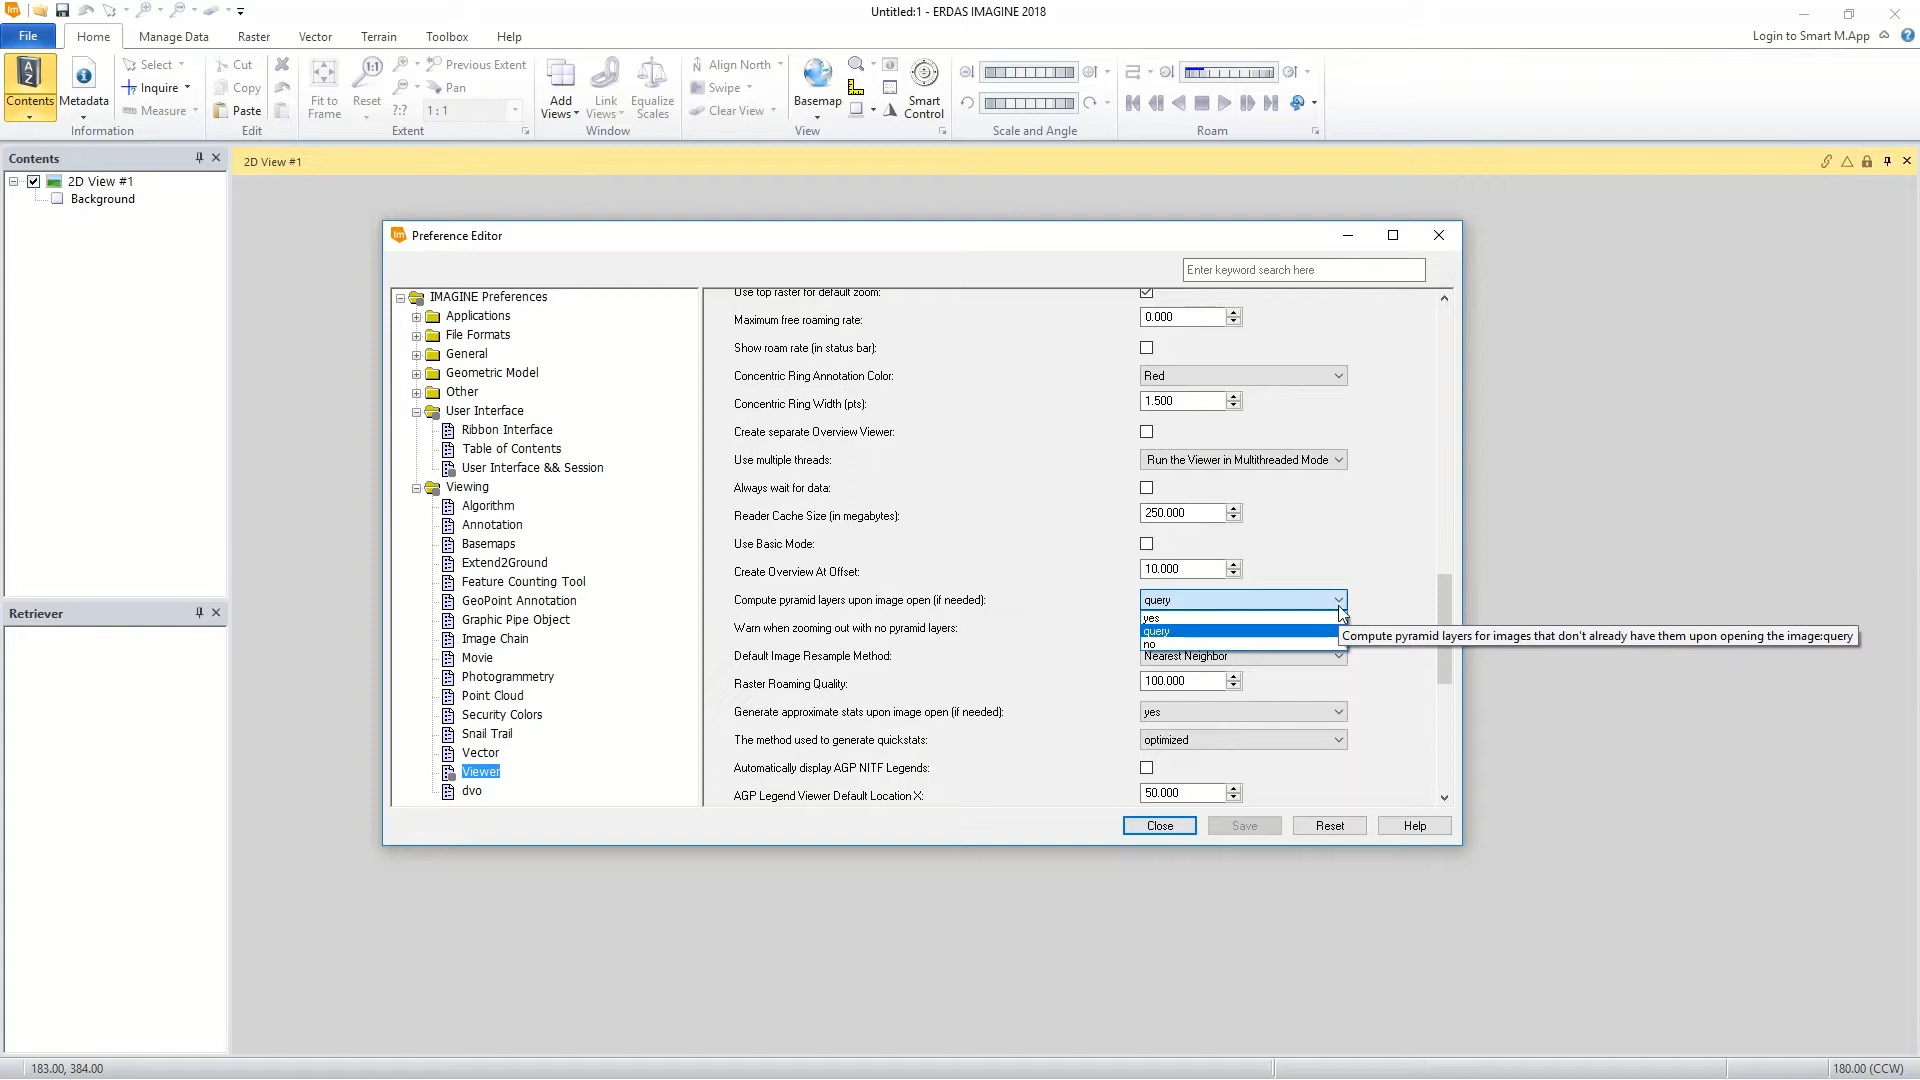 Untitled:1 - ERDAS IMAGINE 2018
File Home Manage Data Raster Vector Terrain Toolbox Help Login to Smart M.App
Contents
Metadata
Select
Inquire
Measure
Information
Cut
Copy
Paste
Edit
Fit to Frame
1:1
Reset
Previous Extent
Pan
?:?
1 : 1
Extent
Add Views
Link Views
Equalize Scales
Window
Align North
Swipe
Clear View
Basemap
Smart Control
View
Scale and Angle
Roam
Contents
2D View #1
Background
Retriever
2D View #1
Preference Editor
Enter keyword search here
IMAGINE Preferences
Applications
File Formats
General
Geometric Model
Other
User Interface
Ribbon Interface
Table of Contents
User Interface && Session
Viewing
Algorithm
Annotation
Basemaps
Extend2Ground
Feature Counting Tool
GeoPoint Annotation
Graphic Pipe Object
Image Chain
Movie
Photogrammetry
Point Cloud
Security Colors
Snail Trail
Vector
Viewer
dvo
Use top raster for default zoom:
Maximum free roaming rate: 0.000
Show roam rate (in status bar):
Concentric Ring Annotation Color: Red
Concentric Ring Width (pts): 1.500
Create separate Overview Viewer:
Use multiple threads: Run the Viewer in Multithreaded Mode
Always wait for data:
Reader Cache Size (in megabytes): 250.000
Use Basic Mode:
Create Overview At Offset: 10.000
Compute pyramid layers upon image open (if needed): query
yes
query
no
Compute pyramid layers for images that don't already have them upon opening the image:query
Warn when zooming out with no pyramid layers:
Default Image Resample Method: Nearest Neighbor
Raster Roaming Quality: 100.000
Generate approximate stats upon image open (if needed): yes
The method used to generate quickstats: optimized
Automatically display AGP NITF Legends:
AGP Legend Viewer Default Location X: 50.000
Close Save Reset Help
183.00, 384.00
180.00 (CCW)